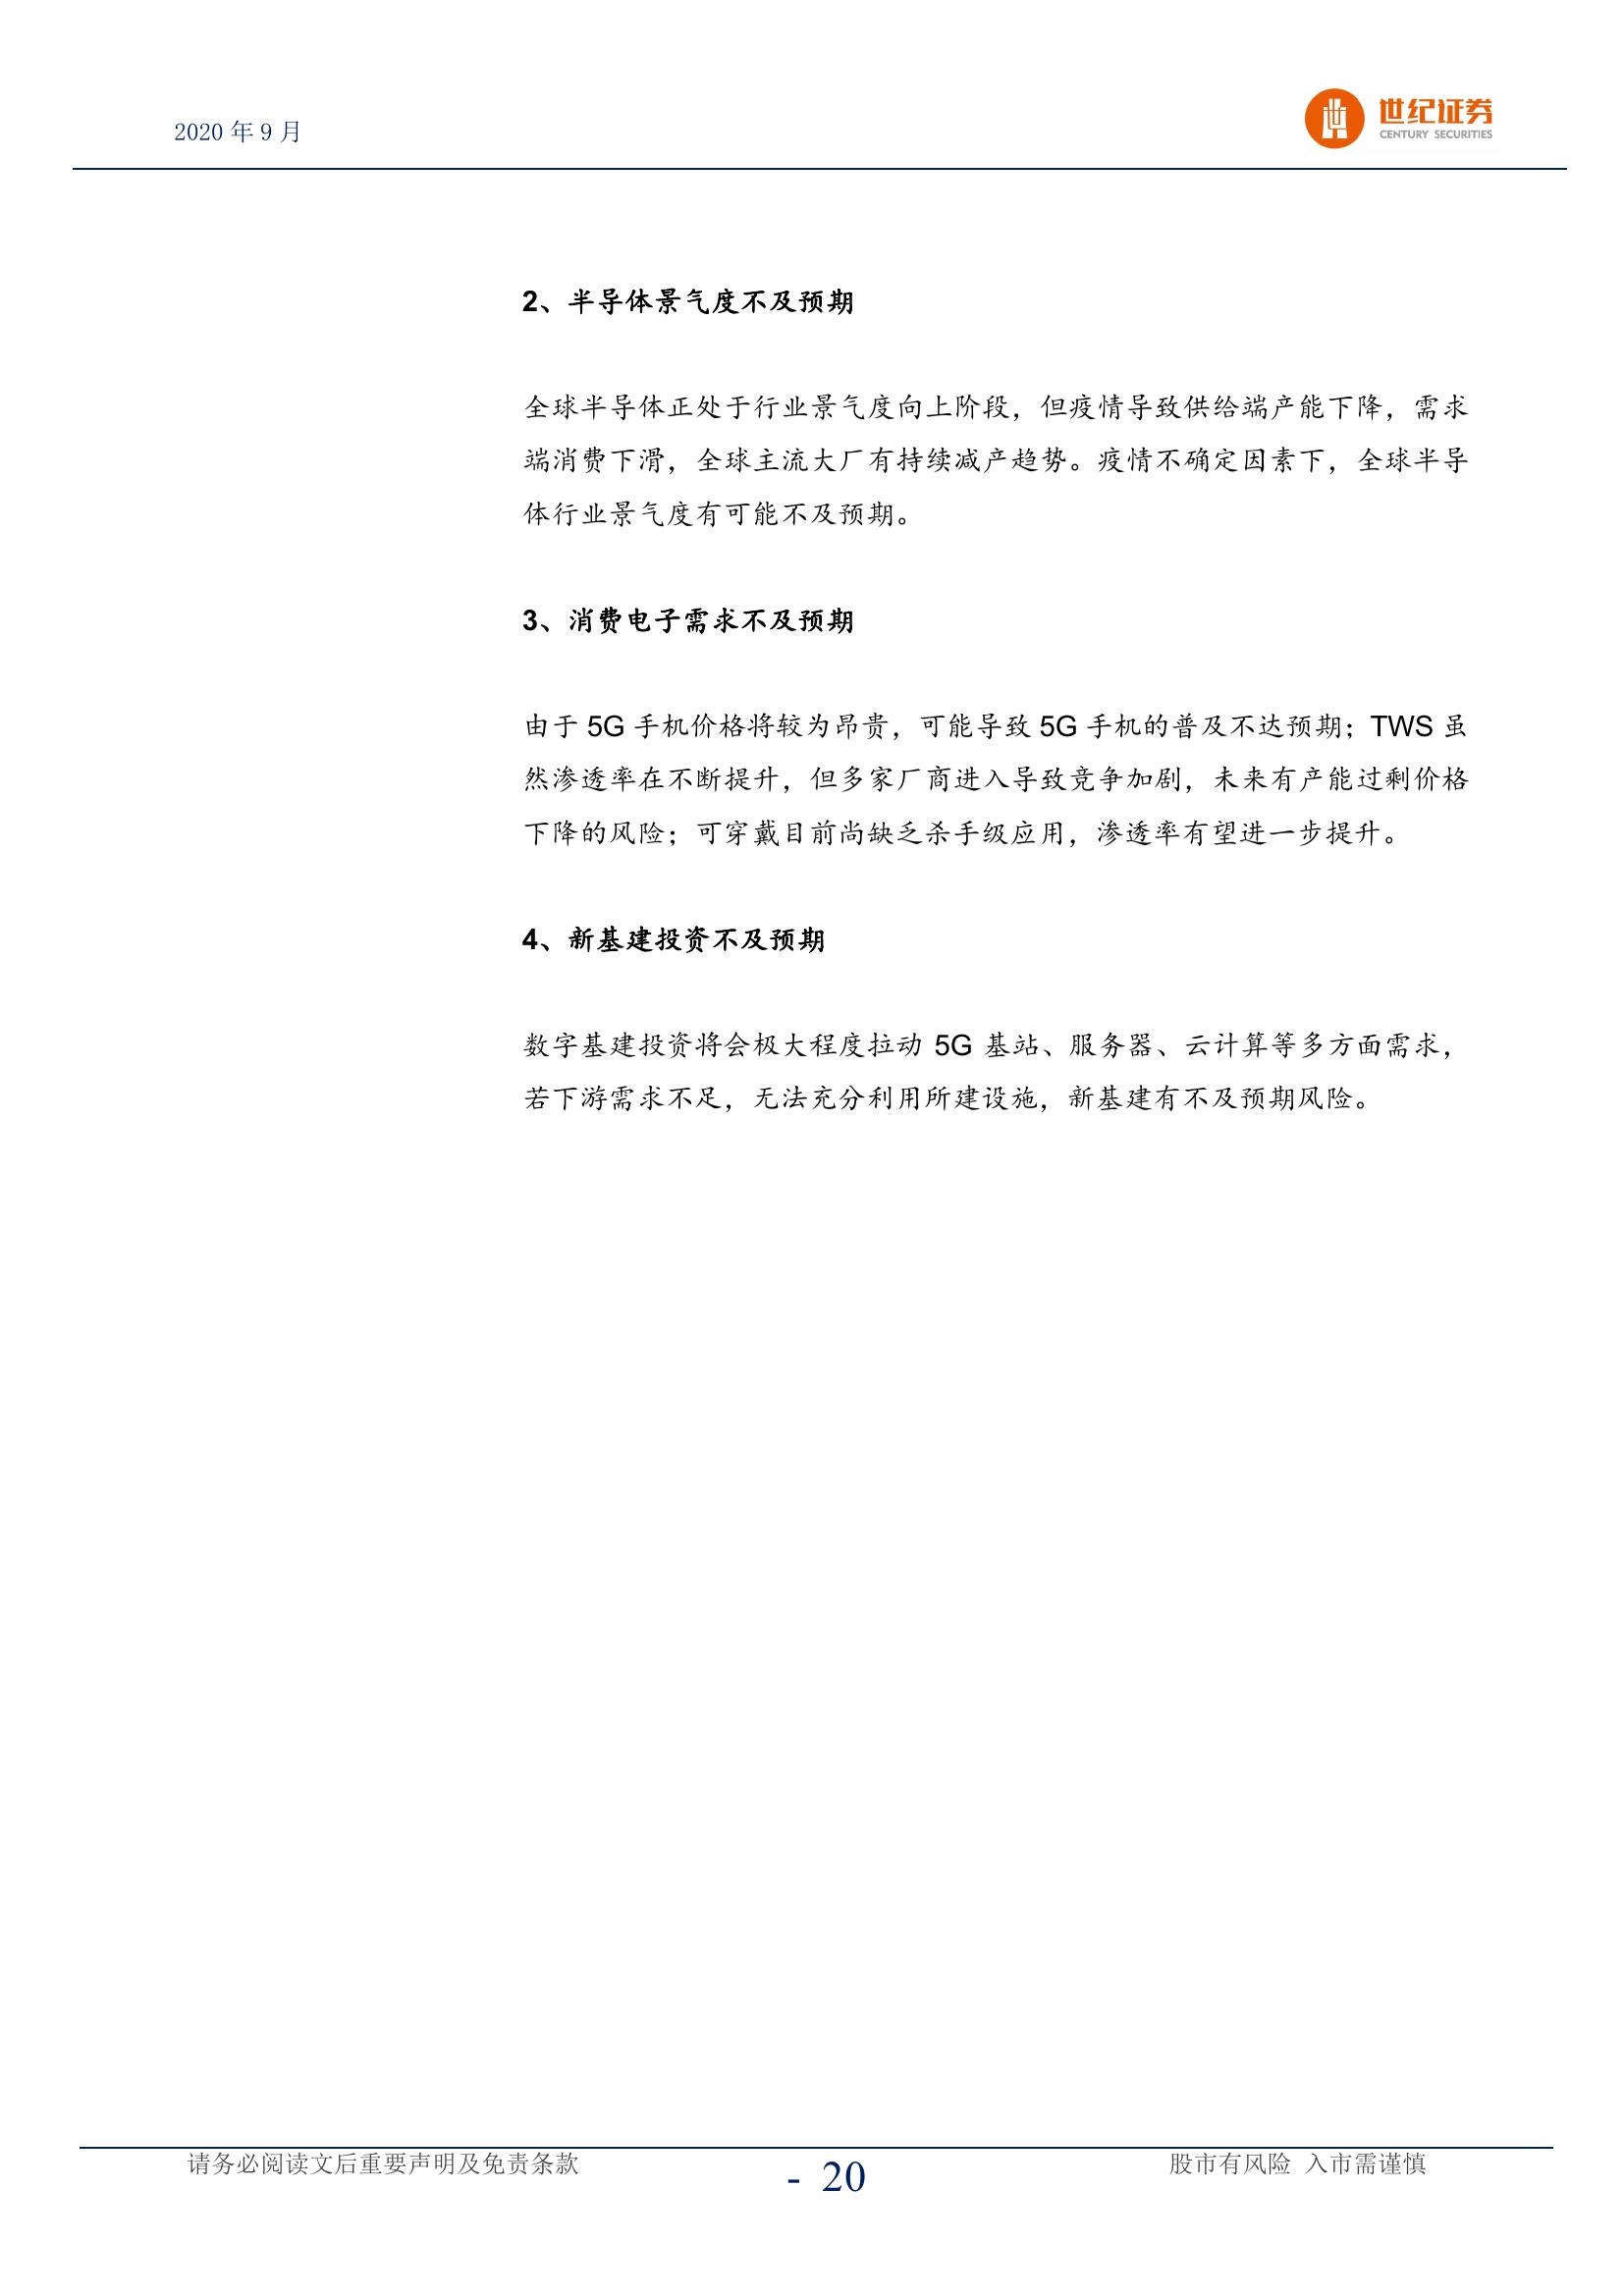 2020 年 9 月
世纪证券
CENTURY SECURITIES
2、半导体景气度不及预期
全球半导体正处于行业景气度向上阶段，但疫情导致供给端产能下降，需求
端消费下滑，全球主流大厂有持续减产趋势。疫情不确定因素下，全球半导
体行业景气度有可能不及预期。
3、消费电子需求不及预期
由于 5G 手机价格将较为昂贵，可能导致 5G 手机的普及不达预期；TWS 虽
然渗透率在不断提升，但多家厂商进入导致竞争加剧，未来有产能过剩价格
下降的风险；可穿戴目前尚缺乏杀手级应用，渗透率有望进一步提升。
4、新基建投资不及预期
数字基建投资将会极大程度拉动 5G 基站、服务器、云计算等多方面需求，
若下游需求不足，无法充分利用所建设施，新基建有不及预期风险。
请务必阅读文后重要声明及免责条款
- 20
股市有风险 入市需谨慎